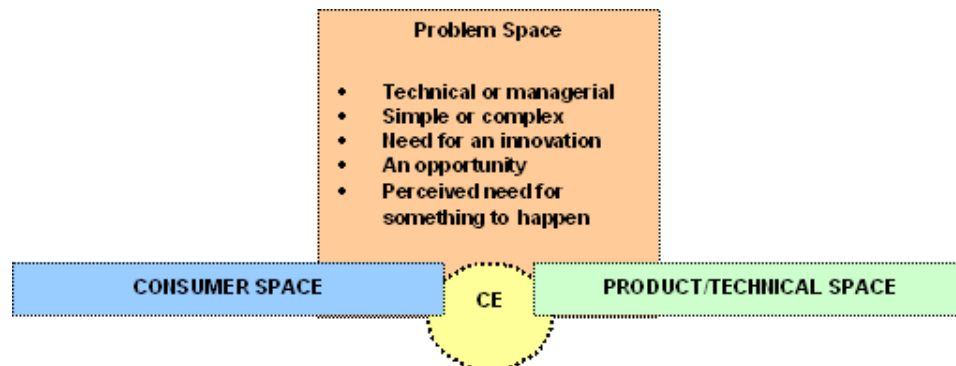 Problem Space
• Technical or managerial
• Simple or complex
• Need for an innovation
• An opportunity
• Perceived need for
something to happen
CONSUMER SPACE
CE
PRODUCT/TECHNICAL SPACE